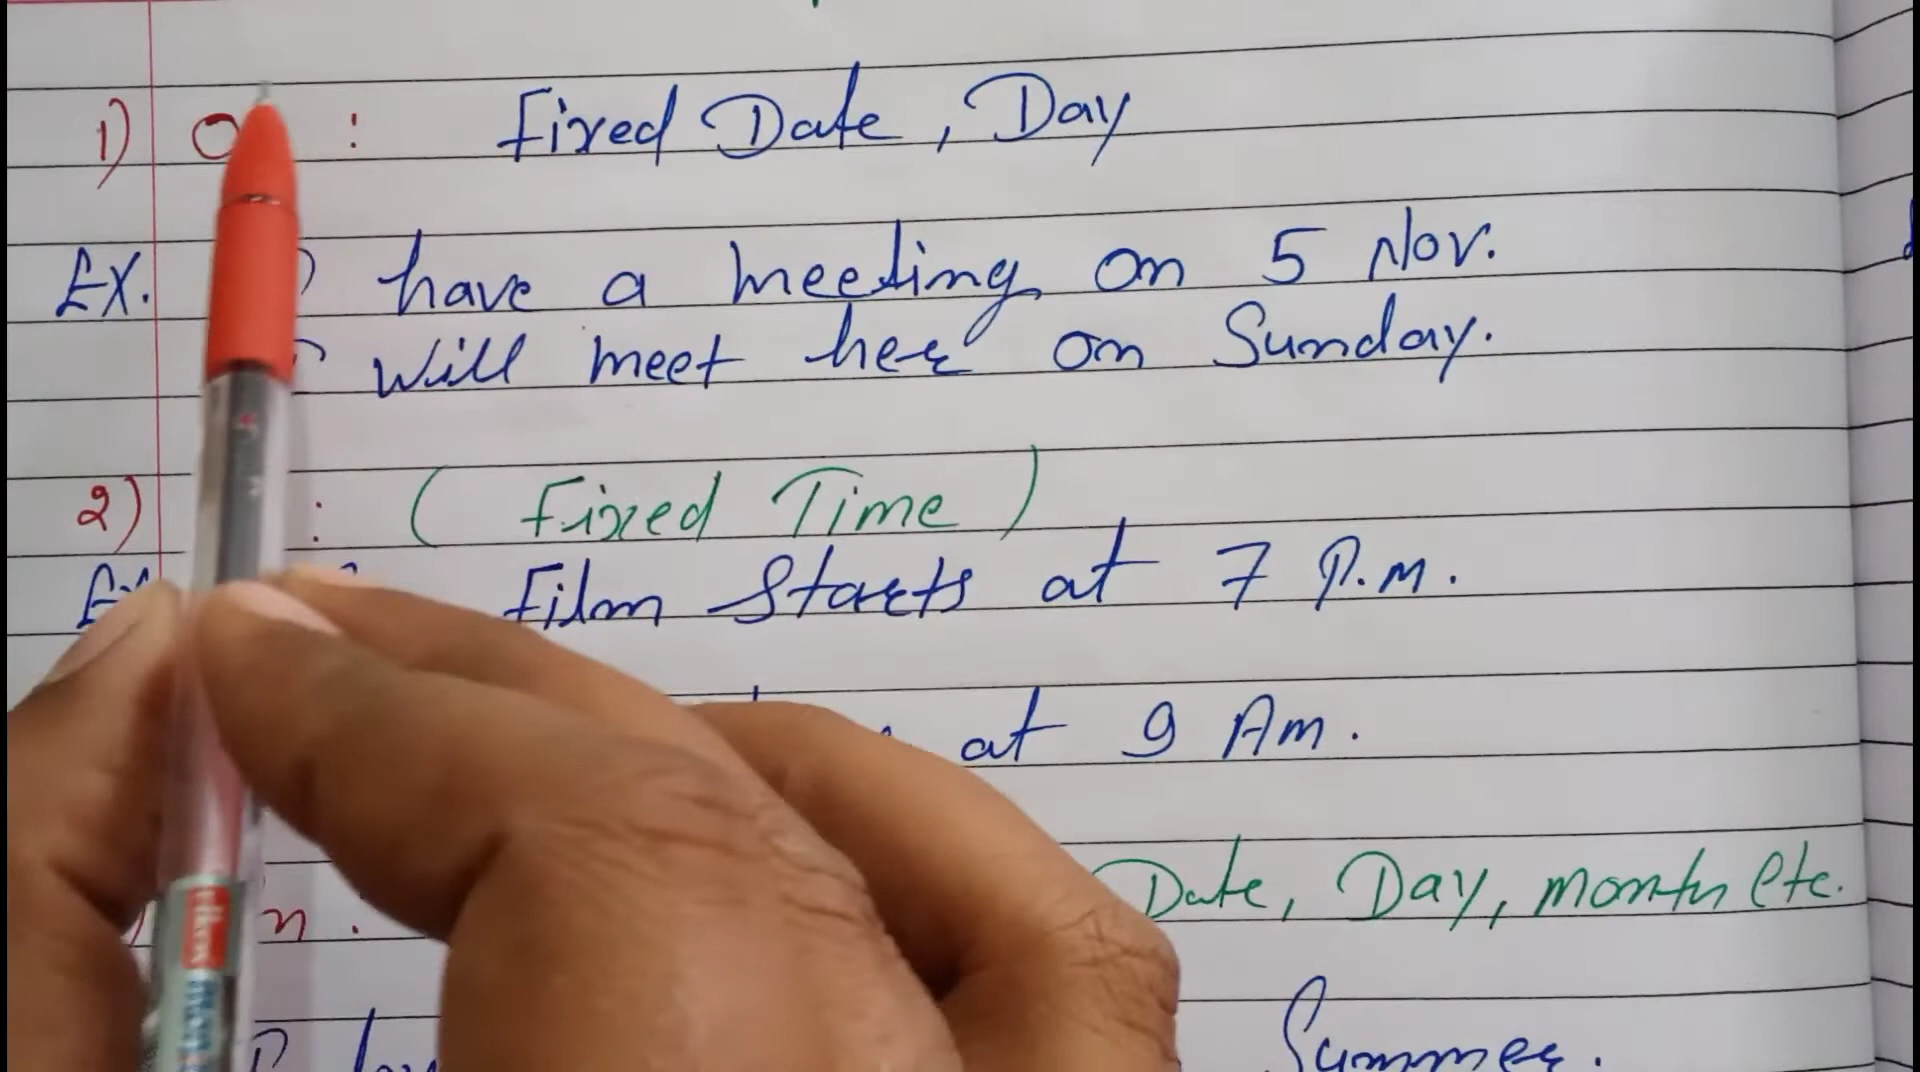 1) O : Fixed Date, Day
Ex. have a meeting on 5 Nov.
Will meet her on Sunday.
2) : ( Fixed Time )
Film Starts at 7 P.m.
at 9 Am.
n. Date, Day, month etc.
Summer.